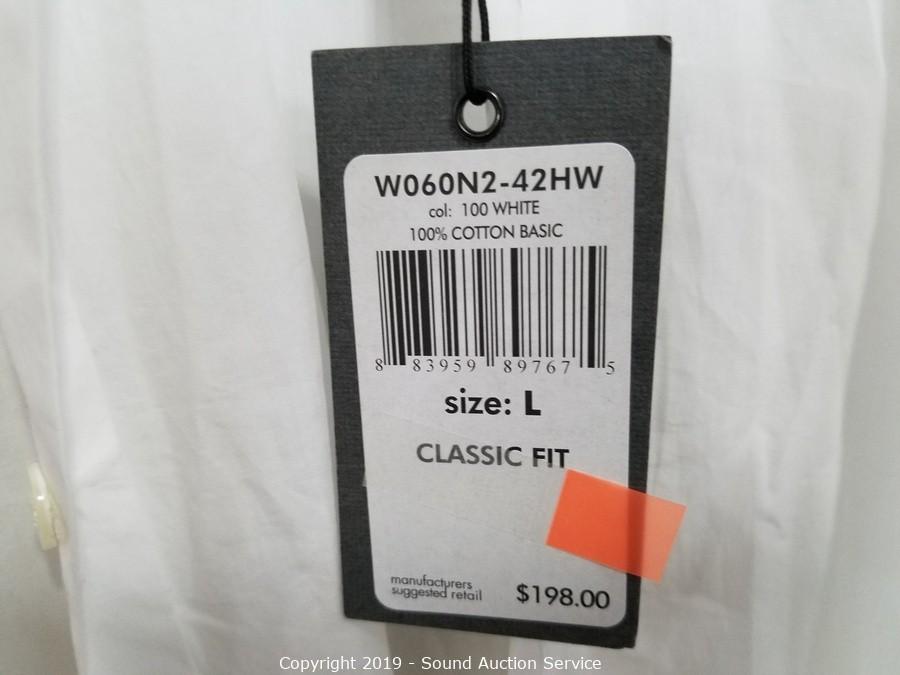 W060N2-42HW
col: 100 WHITE
100% COTTON BASIC
8 83959 89767 5
size: L
CLASSIC FIT
manufacturers
suggested retail
$198.00
Copyright 2019 - Sound Auction Service